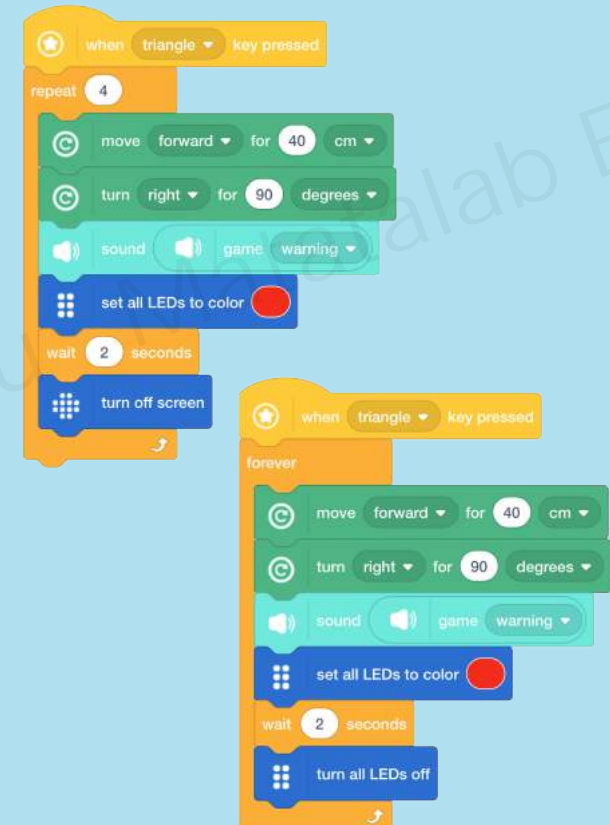 when triangle key pressed
repeat 4
move forward for 40 cm
turn right for 90 degrees
sound game warning
set all LEDs to color
wait 2 seconds
turn off screen
when triangle key pressed
forever
move forward for 40 cm
turn right for 90 degrees
sound game warning
set all LEDs to color
wait 2 seconds
turn all LEDs off